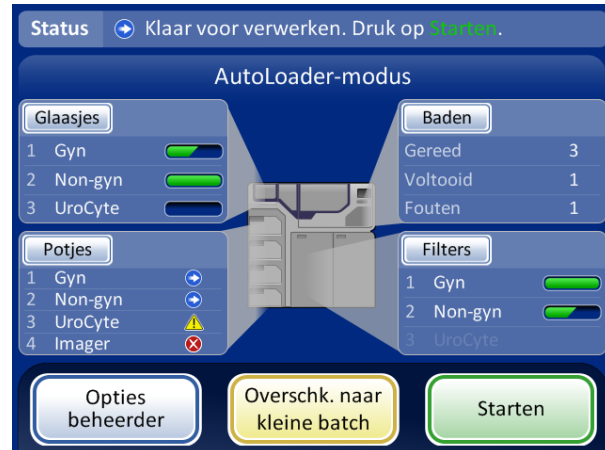 Status Klaar voor verwerken. Druk op Starten.
AutoLoader-modus
Glaasjes
1 Gyn
2 Non-gyn
3 UroCyte
Baden
Gereed 3
Voltooid 1
Fouten 1
Potjes
1 Gyn
2 Non-gyn
3 UroCyte
4 Imager
Filters
1 Gyn
2 Non-gyn
3 UroCyte
Opties
beheerder
Overschk. naar
kleine batch
Starten